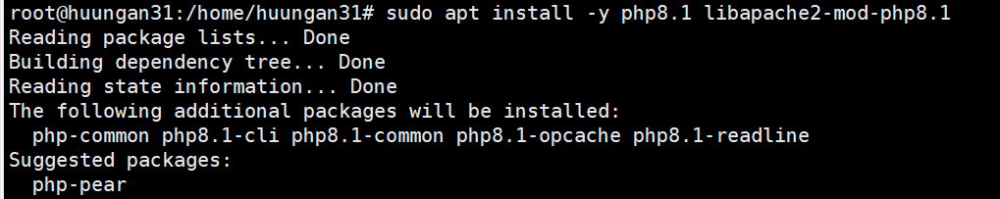 root@huungan31:/home/huungan31# sudo apt install -y php8.1 libapache2-mod-php8.1
Reading package lists... Done
Building dependency tree... Done
Reading state information... Done
The following additional packages will be installed:
  php-common php8.1-cli php8.1-common php8.1-opcache php8.1-readline
Suggested packages:
  php-pear